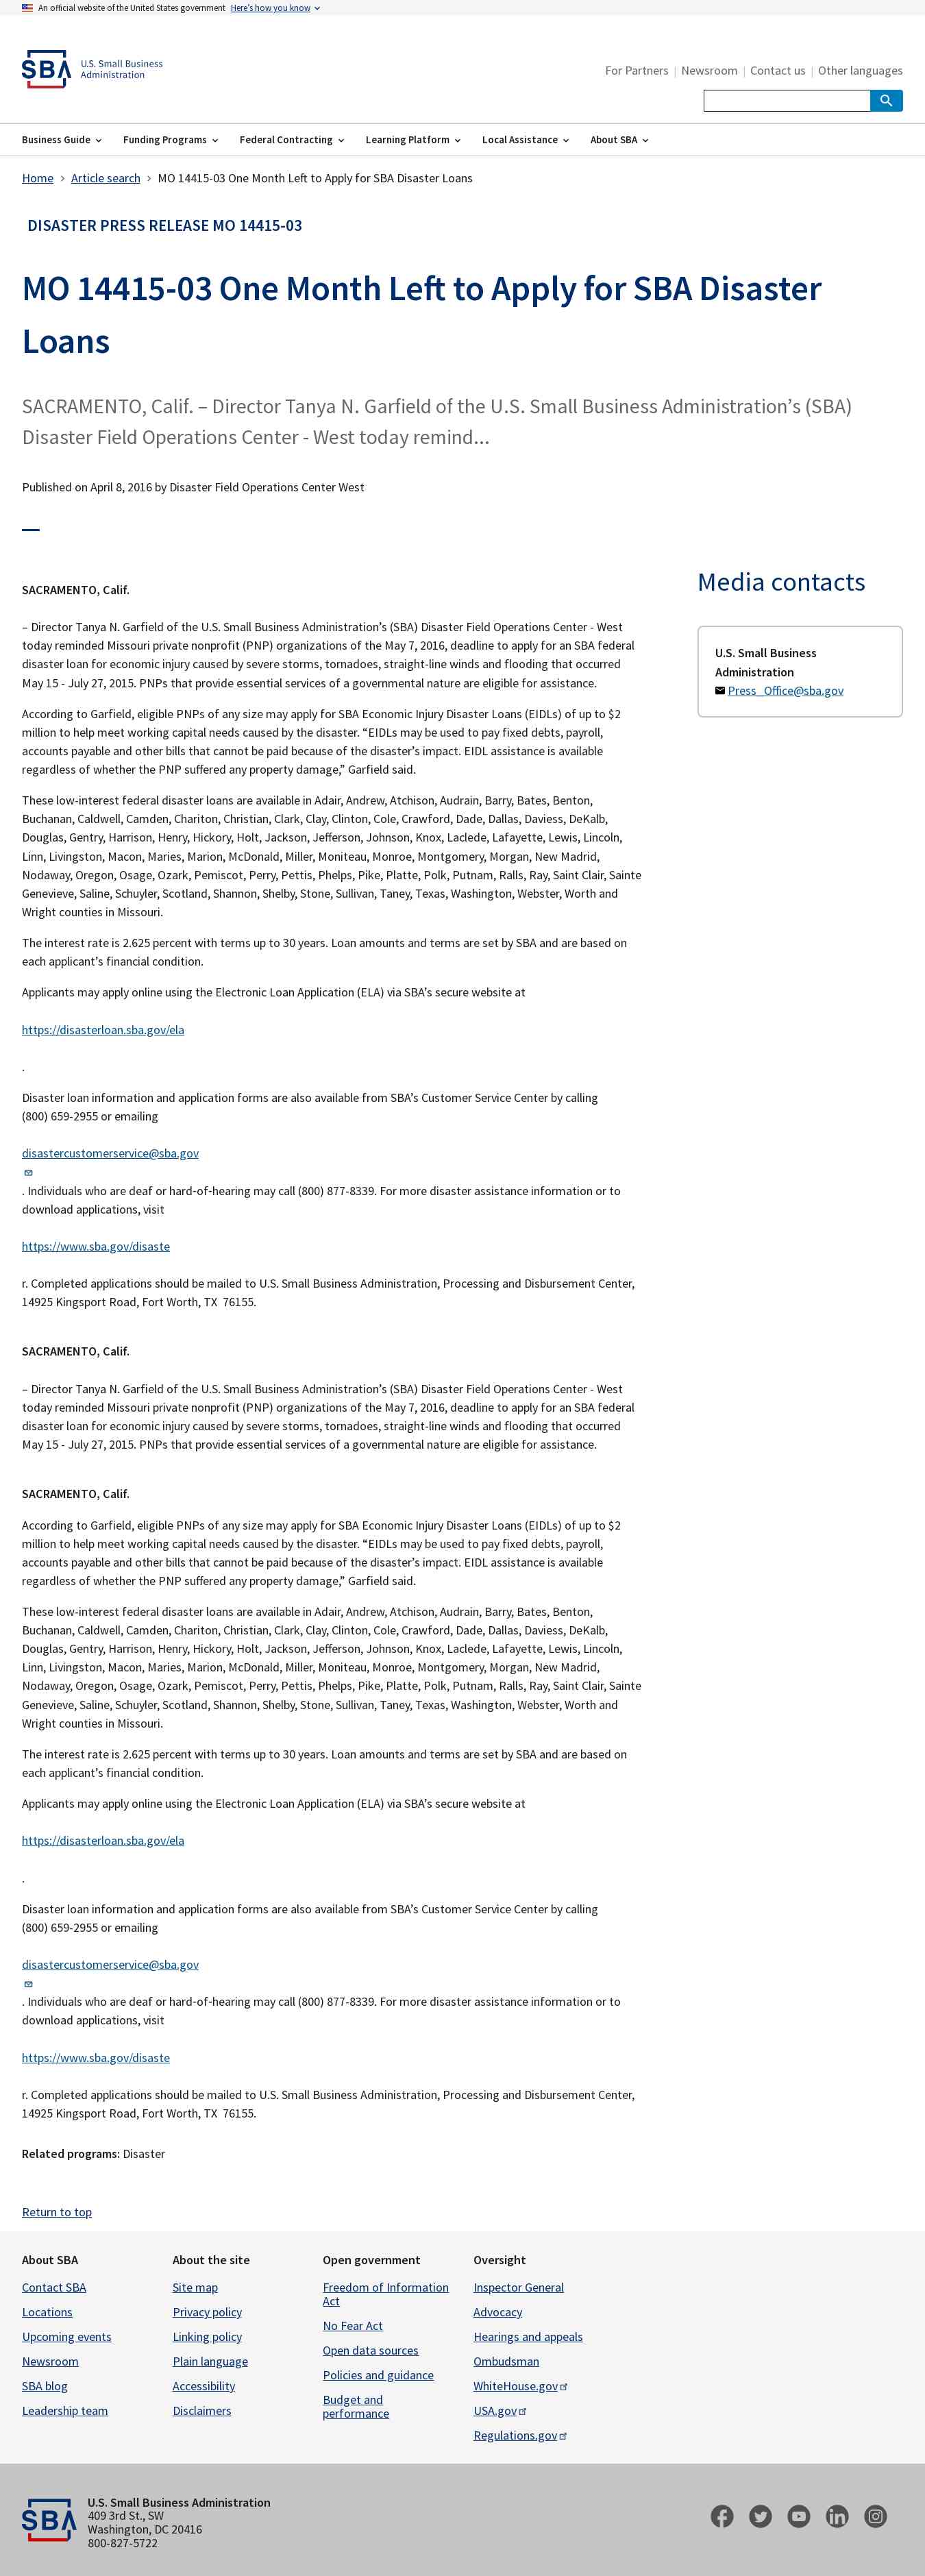 An official website of the United States government Here's how you know
SBA U.S. Small Business
Administration
For Partners | Newsroom | Contact us | Other languages
Business Guide Funding Programs Federal Contracting Learning Platform Local Assistance About SBA
Home > Article search > MO 14415-03 One Month Left to Apply for SBA Disaster Loans
DISASTER PRESS RELEASE MO 14415-03
MO 14415-03 One Month Left to Apply for SBA Disaster
Loans
SACRAMENTO, Calif. – Director Tanya N. Garfield of the U.S. Small Business Administration's (SBA)
Disaster Field Operations Center - West today remind...
Published on April 8, 2016 by Disaster Field Operations Center West
Media contacts
U.S. Small Business
Administration
Press_Office@sba.gov
SACRAMENTO, Calif.
– Director Tanya N. Garfield of the U.S. Small Business Administration's (SBA) Disaster Field Operations Center - West
today reminded Missouri private nonprofit (PNP) organizations of the May 7, 2016, deadline to apply for an SBA federal
disaster loan for economic injury caused by severe storms, tornadoes, straight-line winds and flooding that occurred
May 15 - July 27, 2015. PNPs that provide essential services of a governmental nature are eligible for assistance.
According to Garfield, eligible PNPs of any size may apply for SBA Economic Injury Disaster Loans (EIDLs) of up to $2
million to help meet working capital needs caused by the disaster. “EIDLs may be used to pay fixed debts, payroll,
accounts payable and other bills that cannot be paid because of the disaster’s impact. EIDL assistance is available
regardless of whether the PNP suffered any property damage,” Garfield said.
These low-interest federal disaster loans are available in Adair, Andrew, Atchison, Audrain, Barry, Bates, Benton,
Buchanan, Caldwell, Camden, Chariton, Christian, Clark, Clay, Clinton, Cole, Crawford, Dade, Dallas, Daviess, DeKalb,
Douglas, Gentry, Harrison, Henry, Hickory, Holt, Jackson, Jefferson, Johnson, Knox, Laclede, Lafayette, Lewis, Lincoln,
Linn, Livingston, Macon, Maries, Marion, McDonald, Miller, Moniteau, Monroe, Montgomery, Morgan, New Madrid,
Nodaway, Oregon, Osage, Ozark, Pemiscot, Perry, Pettis, Phelps, Pike, Platte, Polk, Putnam, Ralls, Ray, Saint Clair, Sainte
Genevieve, Saline, Schuyler, Scotland, Shannon, Shelby, Stone, Sullivan, Taney, Texas, Washington, Webster, Worth and
Wright counties in Missouri.
The interest rate is 2.625 percent with terms up to 30 years. Loan amounts and terms are set by SBA and are based on
each applicant’s financial condition.
Applicants may apply online using the Electronic Loan Application (ELA) via SBA’s secure website at
https://disasterloan.sba.gov/ela
.
Disaster loan information and application forms are also available from SBA’s Customer Service Center by calling
(800) 659-2955 or emailing
disastercustomerservice@sba.gov
. Individuals who are deaf or hard-of-hearing may call (800) 877-8339. For more disaster assistance information or to
download applications, visit
https://www.sba.gov/disaste
r. Completed applications should be mailed to U.S. Small Business Administration, Processing and Disbursement Center,
14925 Kingsport Road, Fort Worth, TX  76155.
SACRAMENTO, Calif.
– Director Tanya N. Garfield of the U.S. Small Business Administration’s (SBA) Disaster Field Operations Center - West
today reminded Missouri private nonprofit (PNP) organizations of the May 7, 2016, deadline to apply for an SBA federal
disaster loan for economic injury caused by severe storms, tornadoes, straight-line winds and flooding that occurred
May 15 - July 27, 2015. PNPs that provide essential services of a governmental nature are eligible for assistance.
SACRAMENTO, Calif.
According to Garfield, eligible PNPs of any size may apply for SBA Economic Injury Disaster Loans (EIDLs) of up to $2
million to help meet working capital needs caused by the disaster. “EIDLs may be used to pay fixed debts, payroll,
accounts payable and other bills that cannot be paid because of the disaster’s impact. EIDL assistance is available
regardless of whether the PNP suffered any property damage,” Garfield said.
These low-interest federal disaster loans are available in Adair, Andrew, Atchison, Audrain, Barry, Bates, Benton,
Buchanan, Caldwell, Camden, Chariton, Christian, Clark, Clay, Clinton, Cole, Crawford, Dade, Dallas, Daviess, DeKalb,
Douglas, Gentry, Harrison, Henry, Hickory, Holt, Jackson, Jefferson, Johnson, Knox, Laclede, Lafayette, Lewis, Lincoln,
Linn, Livingston, Macon, Maries, Marion, McDonald, Miller, Moniteau, Monroe, Montgomery, Morgan, New Madrid,
Nodaway, Oregon, Osage, Ozark, Pemiscot, Perry, Pettis, Phelps, Pike, Platte, Polk, Putnam, Ralls, Ray, Saint Clair, Sainte
Genevieve, Saline, Schuyler, Scotland, Shannon, Shelby, Stone, Sullivan, Taney, Texas, Washington, Webster, Worth and
Wright counties in Missouri.
The interest rate is 2.625 percent with terms up to 30 years. Loan amounts and terms are set by SBA and are based on
each applicant’s financial condition.
Applicants may apply online using the Electronic Loan Application (ELA) via SBA’s secure website at
https://disasterloan.sba.gov/ela
.
Disaster loan information and application forms are also available from SBA’s Customer Service Center by calling
(800) 659-2955 or emailing
disastercustomerservice@sba.gov
. Individuals who are deaf or hard-of-hearing may call (800) 877-8339. For more disaster assistance information or to
download applications, visit
https://www.sba.gov/disaste
r. Completed applications should be mailed to U.S. Small Business Administration, Processing and Disbursement Center,
14925 Kingsport Road, Fort Worth, TX  76155.
Related programs: Disaster
Return to top
About SBA
Contact SBA
Locations
Upcoming events
Newsroom
SBA blog
Leadership team
About the site
Site map
Privacy policy
Linking policy
Plain language
Accessibility
Disclaimers
Open government
Freedom of Information
Act
No Fear Act
Open data sources
Policies and guidance
Budget and
performance
Oversight
Inspector General
Advocacy
Hearings and appeals
Ombudsman
WhiteHouse.gov
USA.gov
Regulations.gov
SBA
U.S. Small Business Administration
409 3rd St., SW
Washington, DC 20416
800-827-5722